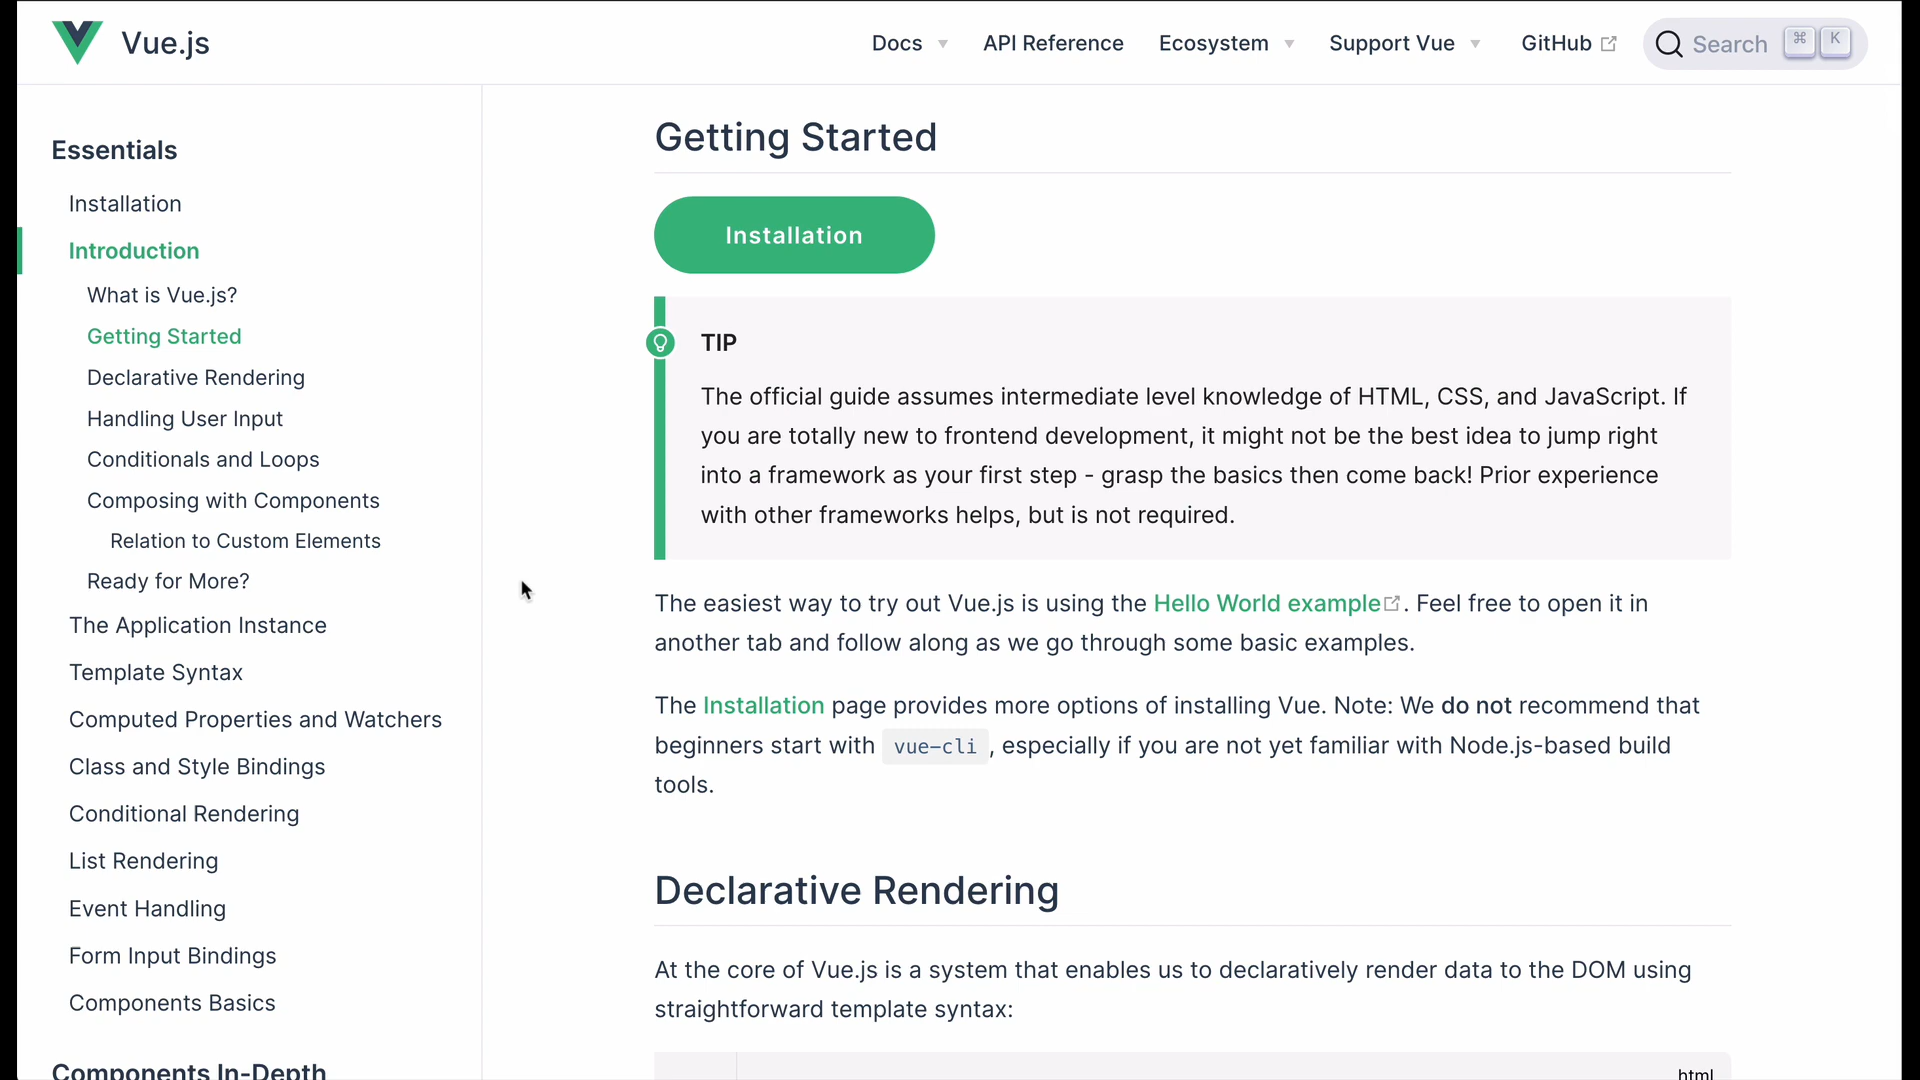 Vue.js
Docs
API Reference
Ecosystem
Support Vue
GitHub
Search
⌘
K
Essentials
Installation
Introduction
What is Vue.js?
Getting Started
Declarative Rendering
Handling User Input
Conditionals and Loops
Composing with Components
Relation to Custom Elements
Ready for More?
The Application Instance
Template Syntax
Computed Properties and Watchers
Class and Style Bindings
Conditional Rendering
List Rendering
Event Handling
Form Input Bindings
Components Basics
Components In-Depth
Getting Started
Installation
TIP
The official guide assumes intermediate level knowledge of HTML, CSS, and JavaScript. If
you are totally new to frontend development, it might not be the best idea to jump right
into a framework as your first step - grasp the basics then come back! Prior experience
with other frameworks helps, but is not required.
The easiest way to try out Vue.js is using the Hello World example. Feel free to open it in
another tab and follow along as we go through some basic examples.
The Installation page provides more options of installing Vue. Note: We do not recommend that
beginners start with vue-cli, especially if you are not yet familiar with Node.js-based build
tools.
Declarative Rendering
At the core of Vue.js is a system that enables us to declaratively render data to the DOM using
straightforward template syntax:
html